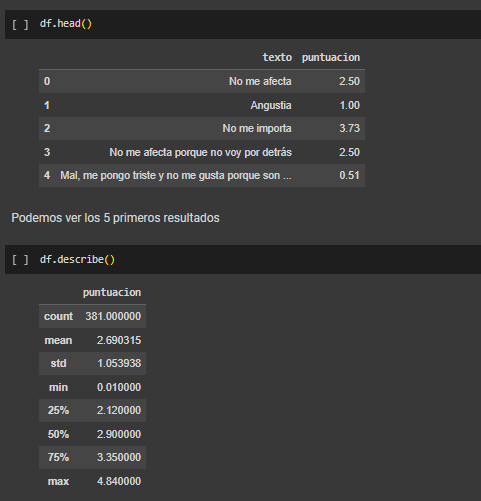 [ ] df.head()
texto puntuacion
0 No me afecta 2.50
1 Angustia 1.00
2 No me importa 3.73
3 No me afecta porque no voy por detrás 2.50
4 Mal, me pongo triste y no me gusta porque son ... 0.51
Podemos ver los 5 primeros resultados
[ ] df.describe()
puntuacion
count 381.000000
mean 2.690315
std 1.053938
min 0.010000
25% 2.120000
50% 2.900000
75% 3.350000
max 4.840000